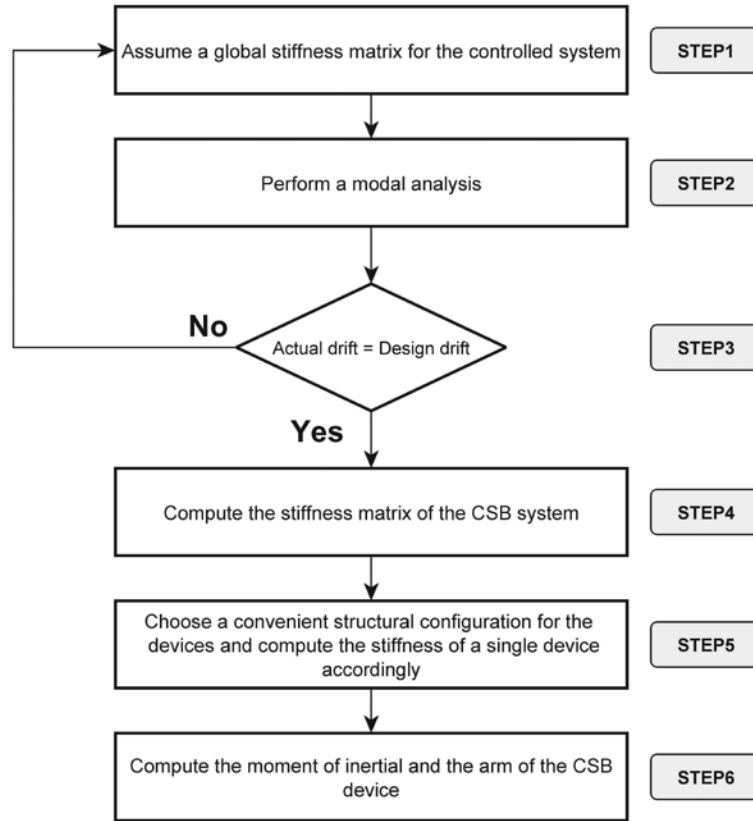 Assume a global stiffness matrix for the controlled system
STEP1
Perform a modal analysis
STEP2
No
Actual drift = Design drift
STEP3
Yes
Compute the stiffness matrix of the CSB system
STEP4
Choose a convenient structural configuration for the
devices and compute the stiffness of a single device
accordingly
STEP5
Compute the moment of inertial and the arm of the CSB
device
STEP6